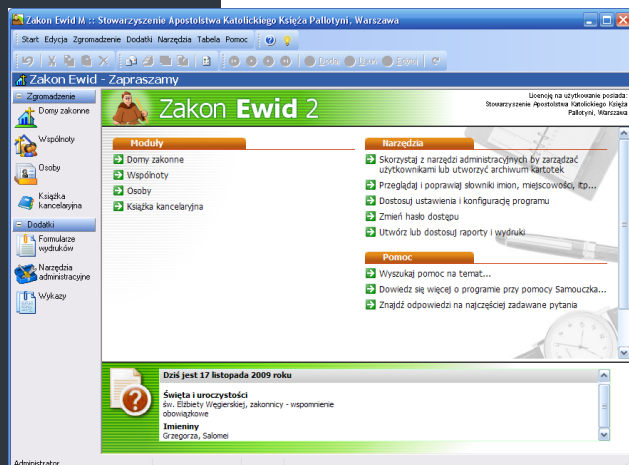 Zakon Ewid M :: Stowarzyszenie Apostolstwa Katolickiego Księża Pallotyni, Warszawa
Start Edycja Zgromadzenie Dodatki Narzędzia Tabela Pomoc
Dodaj Usuń Edytuj
Zakon Ewid - Zapraszamy
Zgromadzenie
Domy zakonne
Wspólnoty
Osoby
Książka
kancelaryjna
Dodatki
Formularze
wydruków
Narzędzia
administracyjne
Wykazy
Zakon Ewid 2
Licencję na użytkowanie posiada:
Stowarzyszenie Apostolstwa Katolickiego Księża
Pallotyni, Warszawa
Moduły
Domy zakonne
Wspólnoty
Osoby
Książka kancelaryjna
Narzędzia
Skorzystaj z narzędzi administracyjnych by zarządzać
użytkownikami lub utworzyć archiwum kartotek
Przeglądaj i poprawiaj słowniki imion, miejscowości, itp...
Dostosuj ustawienia i konfigurację programu
Zmień hasło dostępu
Utwórz lub dostosuj raporty i wydruki
Pomoc
Wyszukaj pomoc na temat...
Dowiedz się więcej o programie przy pomocy Samouczka...
Znajdź odpowiedzi na najczęściej zadawane pytania
Dziś jest 17 listopada 2009 roku
Święta i uroczystości
św. Elżbiety Węgierskiej, zakonnicy - wspomnienie
obowiązkowe
Imieniny
Grzegorza, Salomei
Administrator